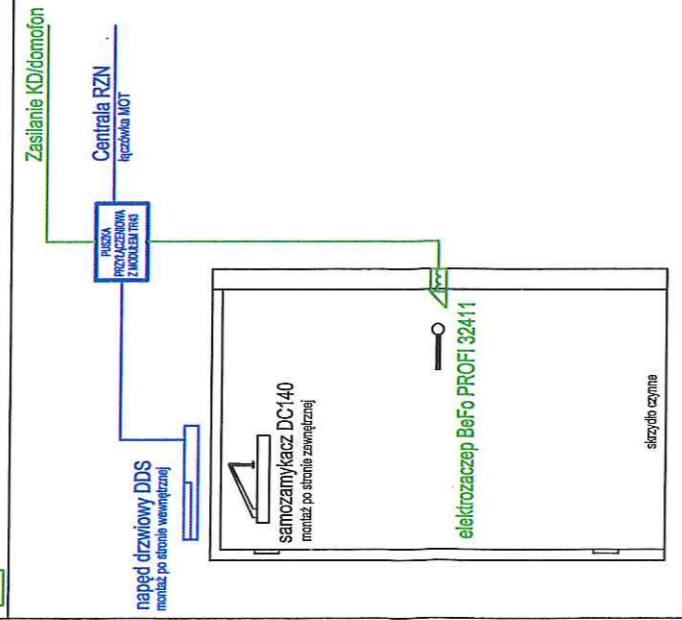 Zasilanie KD/domofon
Centrala RZN
łączówka MOT
PUSZKA
PRZYŁĄCZENIOWA
Z MODUŁEM TR43
napęd drzwiowy DDS
montaż po stronie wewnętrznej
samozamykacz DC140
montaż po stronie zewnętrznej
elektrozaczep BeFo PROFI 32411
skrzydło czynne